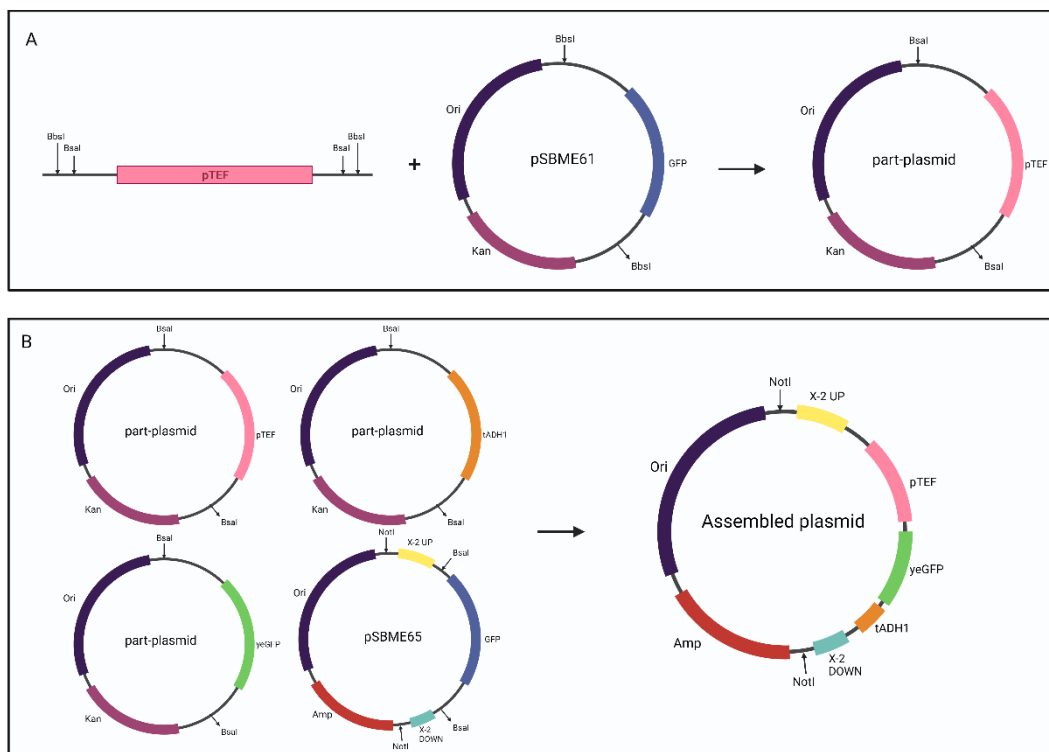 A
BbsI
BsaI
pTEF
BsaI
BbsI
+
BbsI
Ori
pSBME61
GFP
Kan
BbsI
BsaI
Ori
part-plasmid
pTEF
Kan
BsaI
B
BsaI
Ori
part-plasmid
pTEF
Kan
BsaI
BsaI
Ori
part-plasmid
tADH1
Kan
BsaI
BsaI
Ori
part-plasmid
yeGFP
Kan
BsaI
NotI
X-2 UP
BsaI
Ori
pSBME65
GFP
Amp
NotI
X-2
DOWN
BsaI
NotI
X-2 UP
Ori
pTEF
Assembled plasmid
yeGFP
tADH1
Amp
X-2
DOWN
NotI